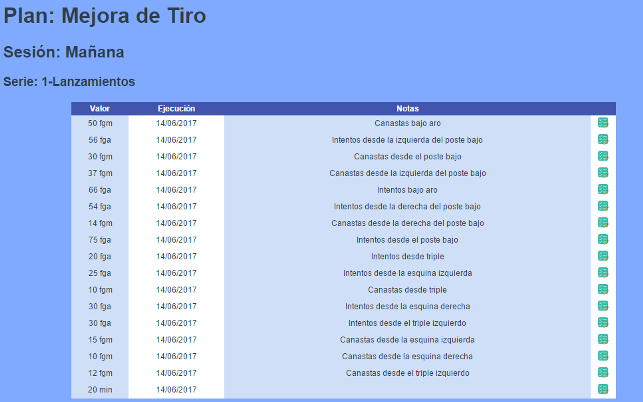 Plan: Mejora de Tiro
Sesión: Mañana
Serie: 1-Lanzamientos
Valor Ejecución Notas
50 fgm 14/06/2017 Canastas bajo aro
56 fga 14/06/2017 Intentos desde la izquierda del poste bajo
30 fgm 14/06/2017 Canastas desde el poste bajo
37 fgm 14/06/2017 Canastas desde la izquierda del poste bajo
66 fga 14/06/2017 Intentos bajo aro
54 fga 14/06/2017 Intentos desde la derecha del poste bajo
14 fgm 14/06/2017 Canastas desde la derecha del poste bajo
75 fga 14/06/2017 Intentos desde el poste bajo
20 fga 14/06/2017 Intentos desde triple
25 fga 14/06/2017 Intentos desde la esquina izquierda
10 fgm 14/06/2017 Canastas desde triple
30 fga 14/06/2017 Intentos desde la esquina derecha
30 fga 14/06/2017 Intentos desde el triple izquierdo
15 fgm 14/06/2017 Canastas desde la esquina izquierda
10 fgm 14/06/2017 Canastas desde la esquina derecha
12 fgm 14/06/2017 Canastas desde el triple izquierdo
20 min 14/06/2017